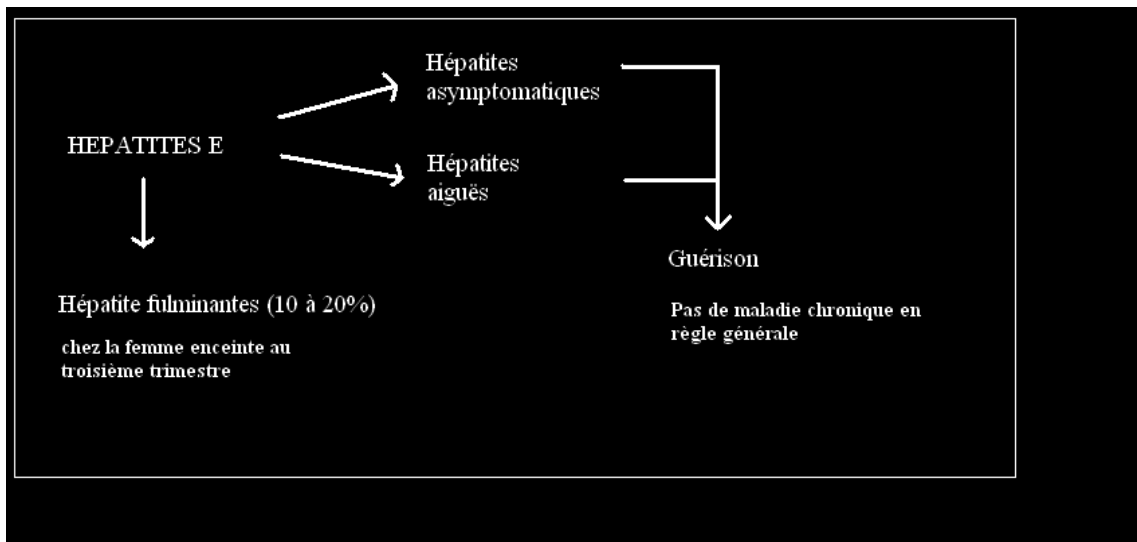 Hépatites
asymptomatiques
HEPATITES E
Hépatites
aiguës
Guérison
Hépatite fulminantes (10 à 20%)
Pas de maladie chronique en
règle générale
chez la femme enceinte au
troisième trimestre